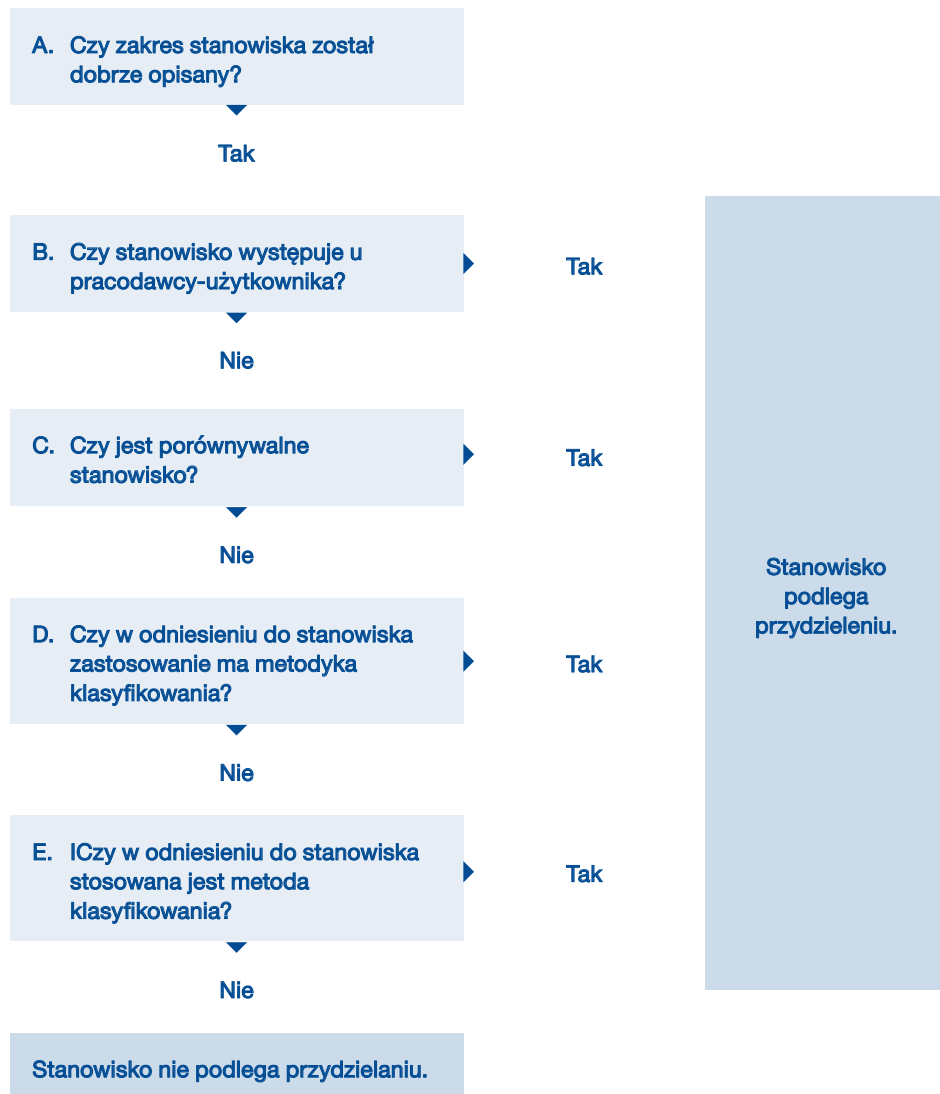 A. Czy zakres stanowiska został
dobrze opisany?
Tak
B. Czy stanowisko występuje u
pracodawcy-użytkownika?
Tak
Nie
C. Czy jest porównywalne
stanowisko?
Tak
Nie
D. Czy w odniesieniu do stanowiska
zastosowanie ma metodyka
klasyfikowania?
Tak
Nie
E. ICzy w odniesieniu do stanowiska
stosowana jest metoda
klasyfikowania?
Tak
Nie
Stanowisko nie podlega przydzielaniu.
Stanowisko
podlega
przydzieleniu.